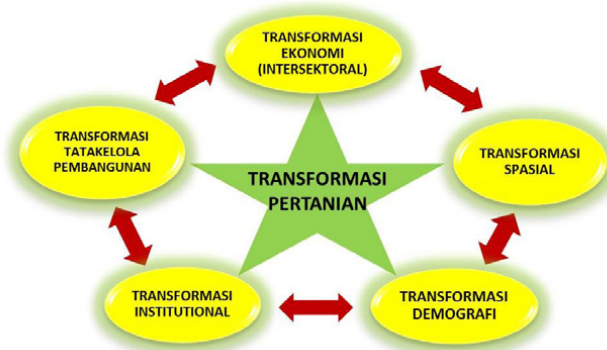 TRANSFORMASI
EKONOMI
(INTERSEKTORAL)
TRANSFORMASI
TATAKELOLA
PEMBANGUNAN
TRANSFORMASI
SPASIAL
TRANSFORMASI
PERTANIAN
TRANSFORMASI
INSTITUTIONAL
TRANSFORMASI
DEMOGRAFI